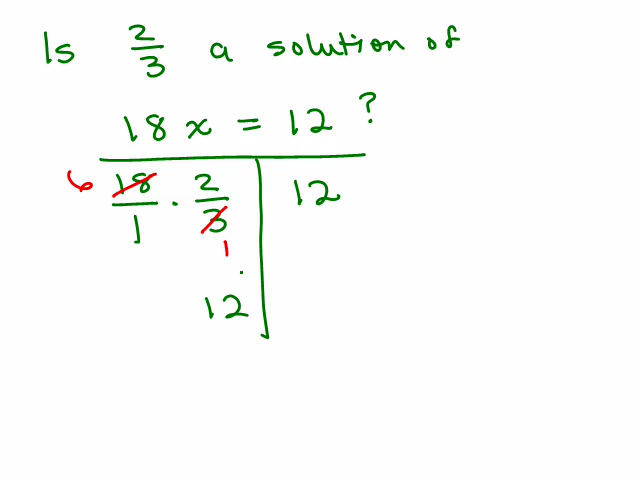 Is 2/3 a solution of
18x = 12 ?
6 18/1 · 2/3 | 12
1
12